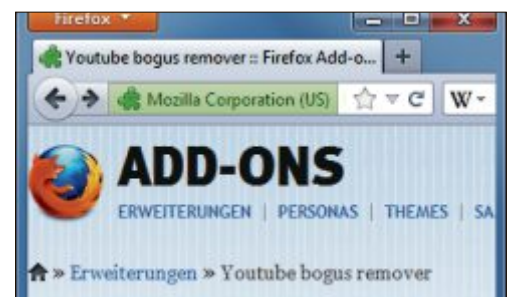 Firefox
Youtube bogus remover :: Firefox Add-o...
Mozilla Corporation (US) W
ADD-ONS
ERWEITERUNGEN | PERSONAS | THEMES | SA
» Erweiterungen » Youtube bogus remover